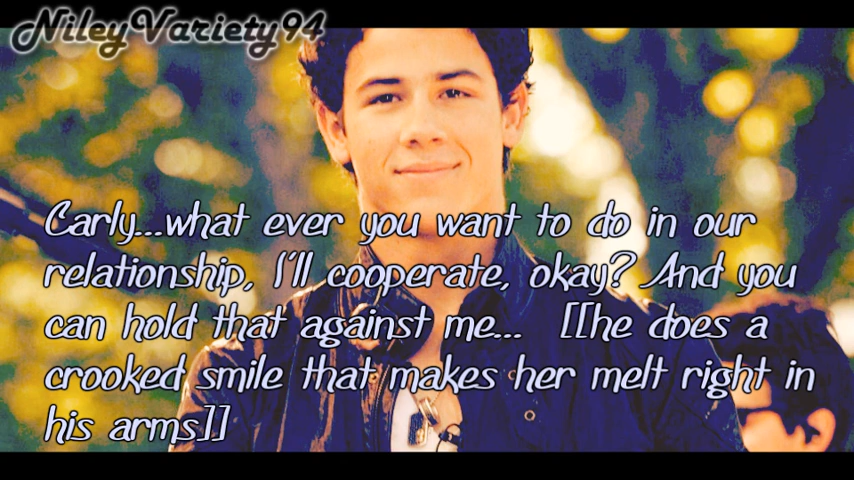 NileyVariety94
Carly...what ever you want to do in our
relationship, I'll cooperate, okay? And you
can hold that against me... [[he does a
crooked smile that makes her melt right in
his arms]]